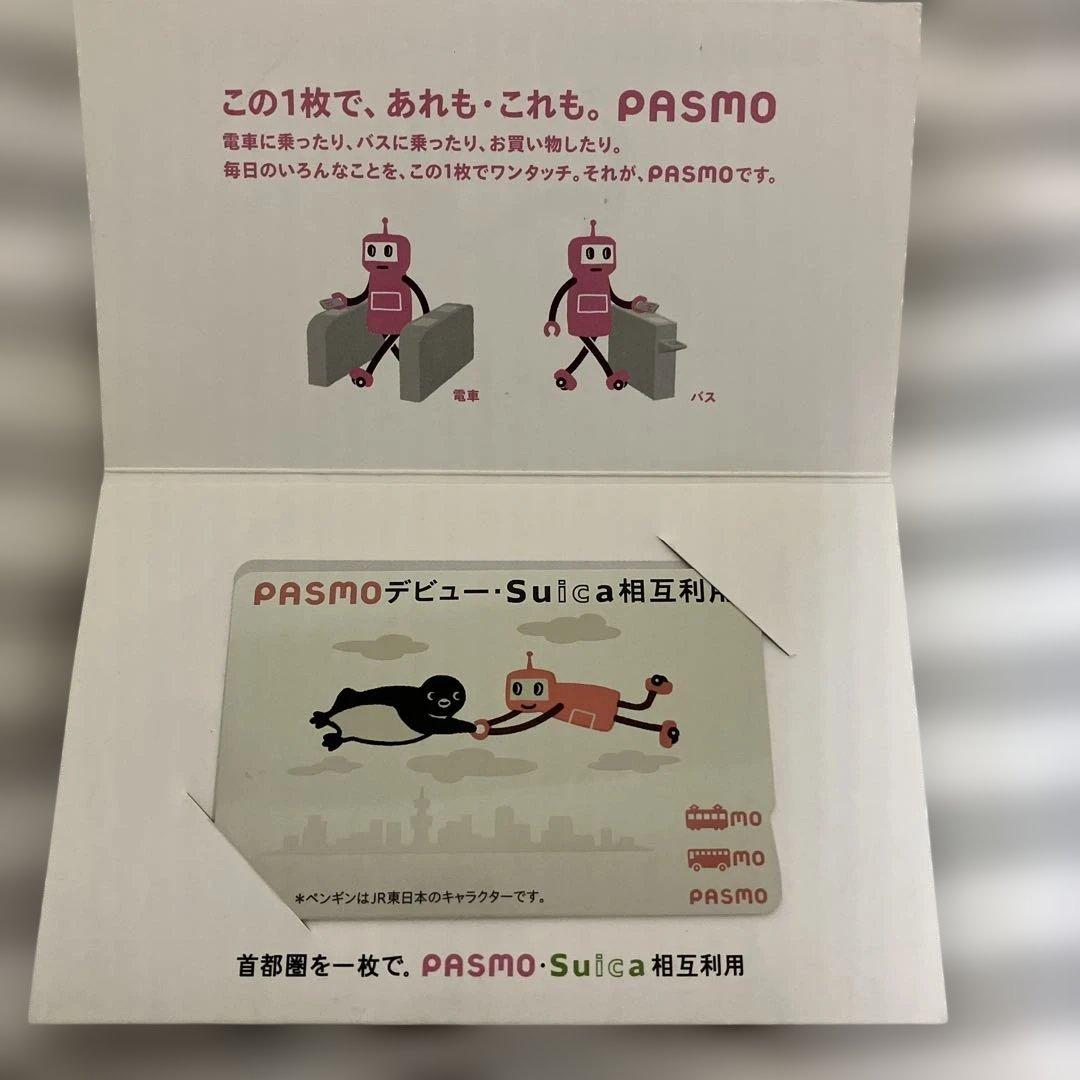 この1枚で、あれも・これも。 PASMO
電車に乗ったり、バスに乗ったり、お買い物したり。
毎日のいろんなことを、この1枚でワンタッチ。それが、PASMOです。
電車
バス
PASMOデビュー・Suica相互利用
MO
MO
PASMO
*ペンギンはJR東日本のキャラクターです。
首都圏を一枚で。PASMO・Suica相互利用